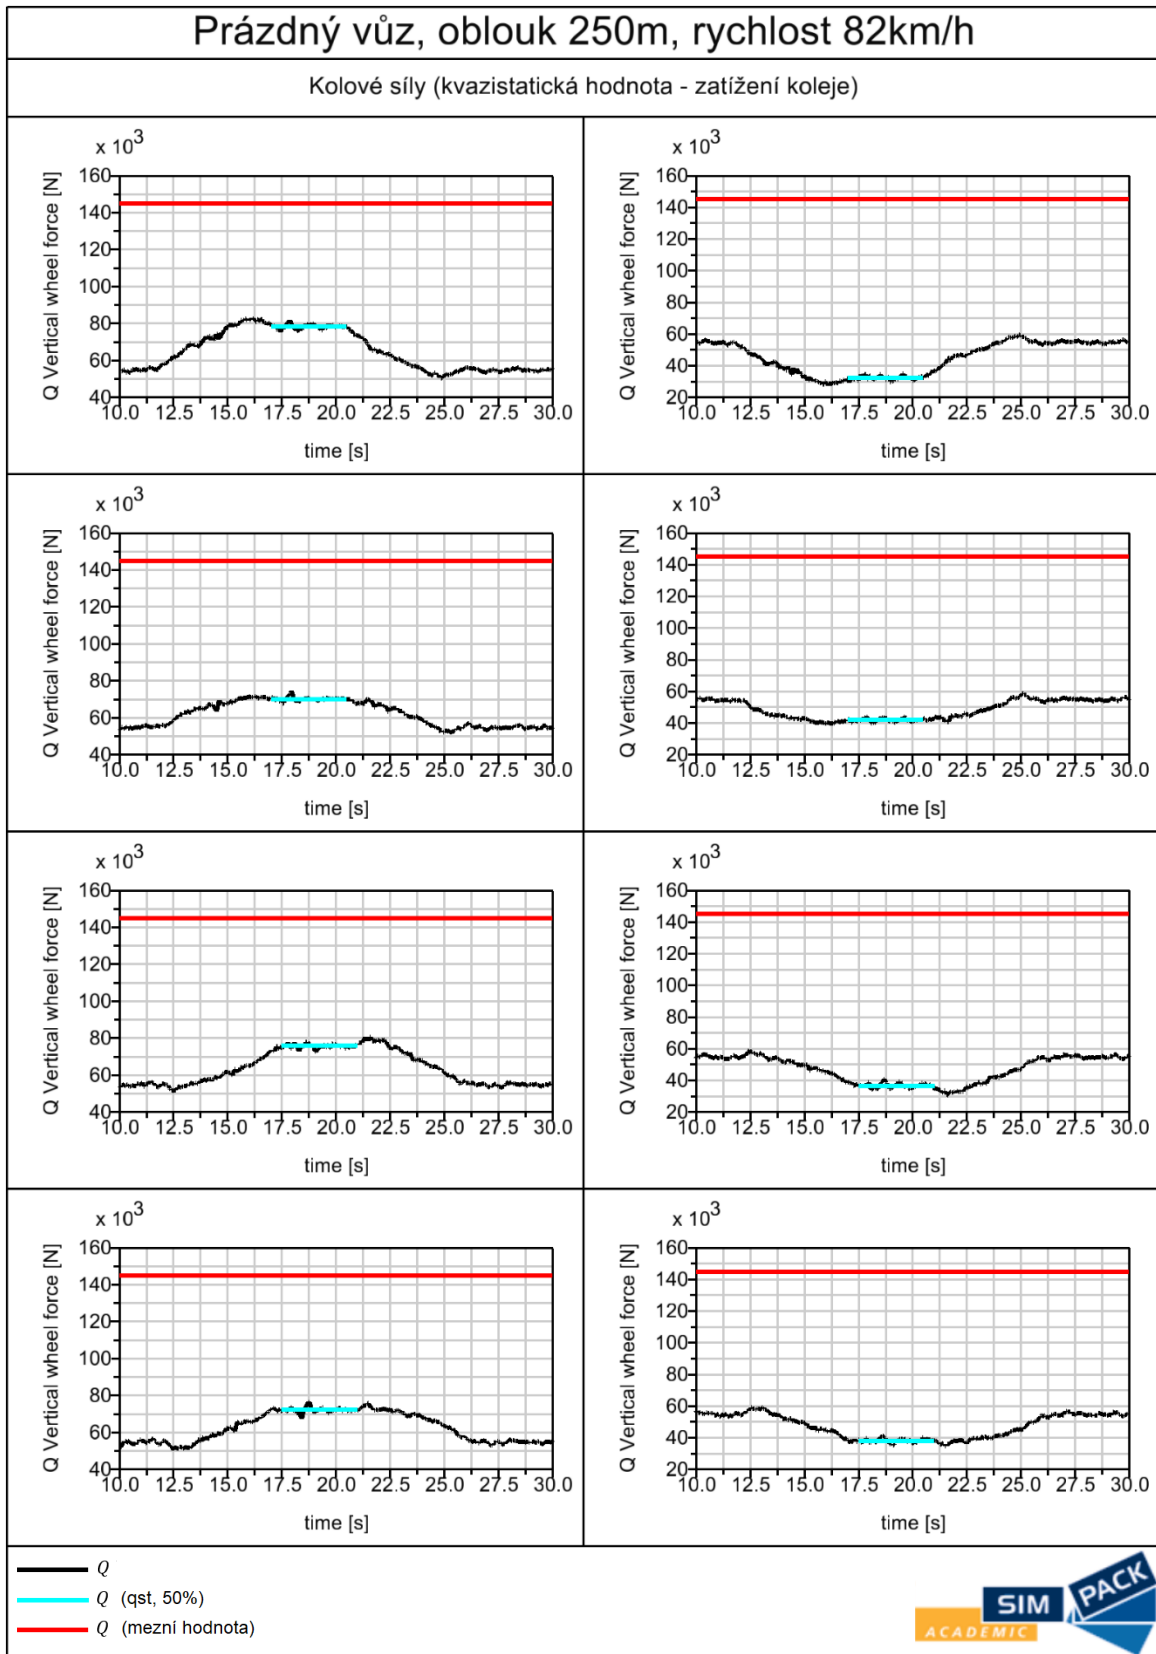 Prázdný vůz, oblouk 250m, rychlost 82km/h
Kolové síly (kvazistatická hodnota - zatížení koleje)
x 10³
Q Vertical wheel force [N]
160
140
120
100
80
60
40
10.0 12.5 15.0 17.5 20.0 22.5 25.0 27.5 30.0
time [s]
x 10³
Q Vertical wheel force [N]
160
140
120
100
80
60
40
20
10.0 12.5 15.0 17.5 20.0 22.5 25.0 27.5 30.0
time [s]
x 10³
Q Vertical wheel force [N]
160
140
120
100
80
60
40
10.0 12.5 15.0 17.5 20.0 22.5 25.0 27.5 30.0
time [s]
x 10³
Q Vertical wheel force [N]
160
140
120
100
80
60
40
20
10.0 12.5 15.0 17.5 20.0 22.5 25.0 27.5 30.0
time [s]
x 10³
Q Vertical wheel force [N]
160
140
120
100
80
60
40
10.0 12.5 15.0 17.5 20.0 22.5 25.0 27.5 30.0
time [s]
x 10³
Q Vertical wheel force [N]
160
140
120
100
80
60
40
20
10.0 12.5 15.0 17.5 20.0 22.5 25.0 27.5 30.0
time [s]
x 10³
Q Vertical wheel force [N]
160
140
120
100
80
60
40
10.0 12.5 15.0 17.5 20.0 22.5 25.0 27.5 30.0
time [s]
x 10³
Q Vertical wheel force [N]
160
140
120
100
80
60
40
20
10.0 12.5 15.0 17.5 20.0 22.5 25.0 27.5 30.0
time [s]
Q
Q (qst, 50%)
Q (mezní hodnota)
SIMPACK
ACADEMIC